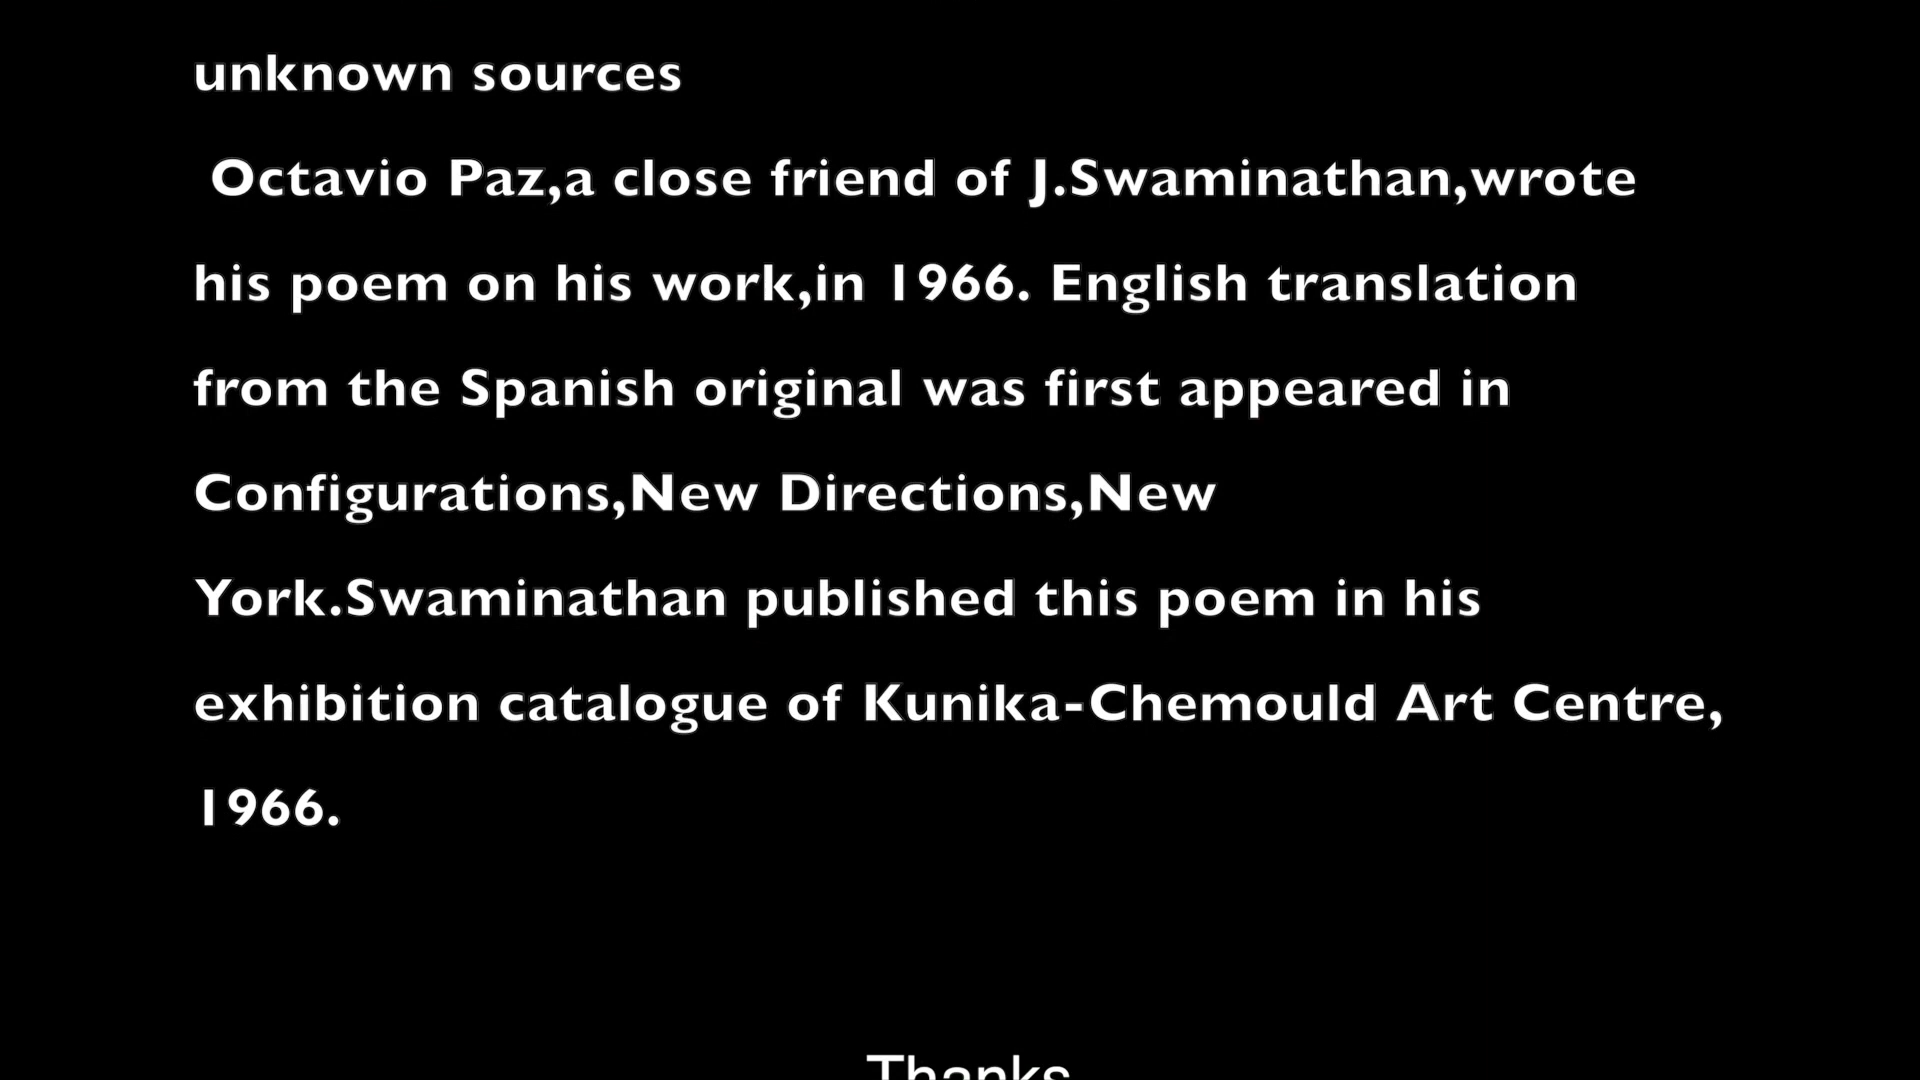 unknown sources
Octavio Paz,a close friend of J.Swaminathan,wrote
his poem on his work,in 1966. English translation
from the Spanish original was first appeared in
Configurations,New Directions,New
York.Swaminathan published this poem in his
exhibition catalogue of Kunika-Chemould Art Centre,
1966.
Thanks